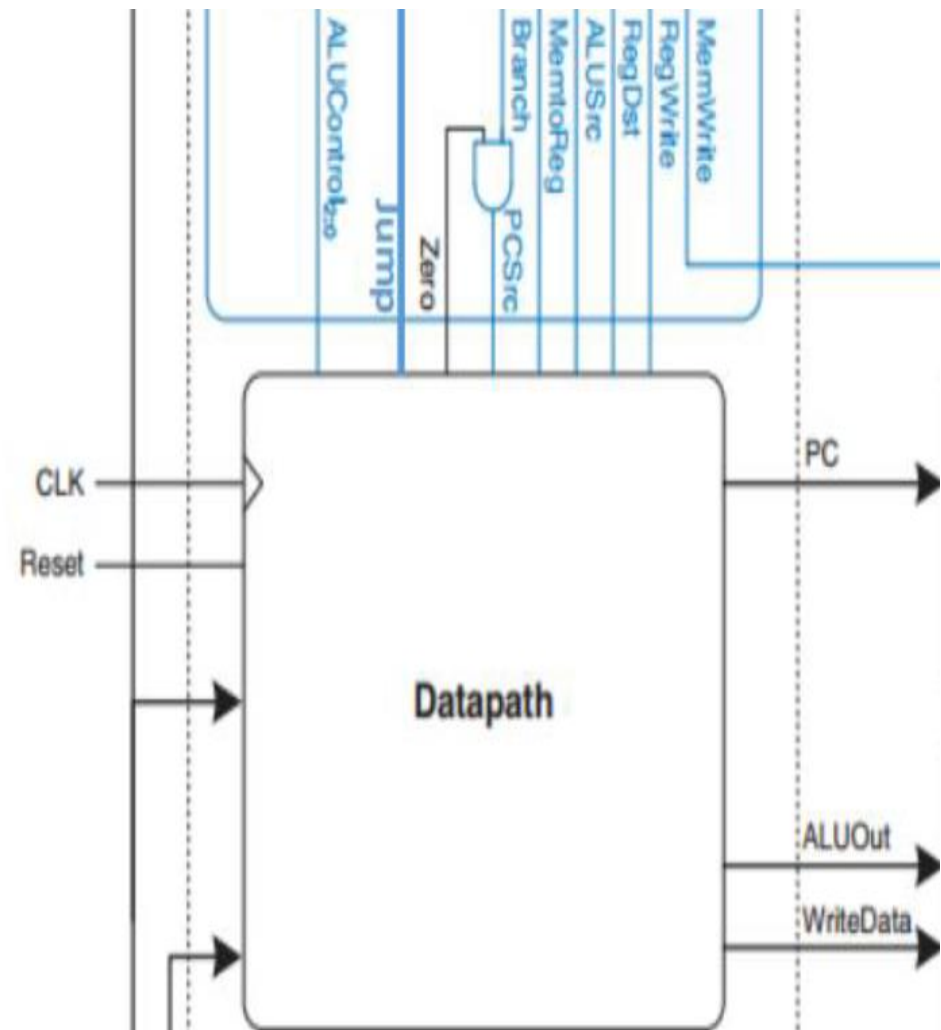 ALUControl2:0
Jump
Zero
Branch
PCSrc
MemtoReg
ALUSrc
RegDst
RegWrite
MemWrite
CLK
Reset
PC
Datapath
ALUOut
WriteData